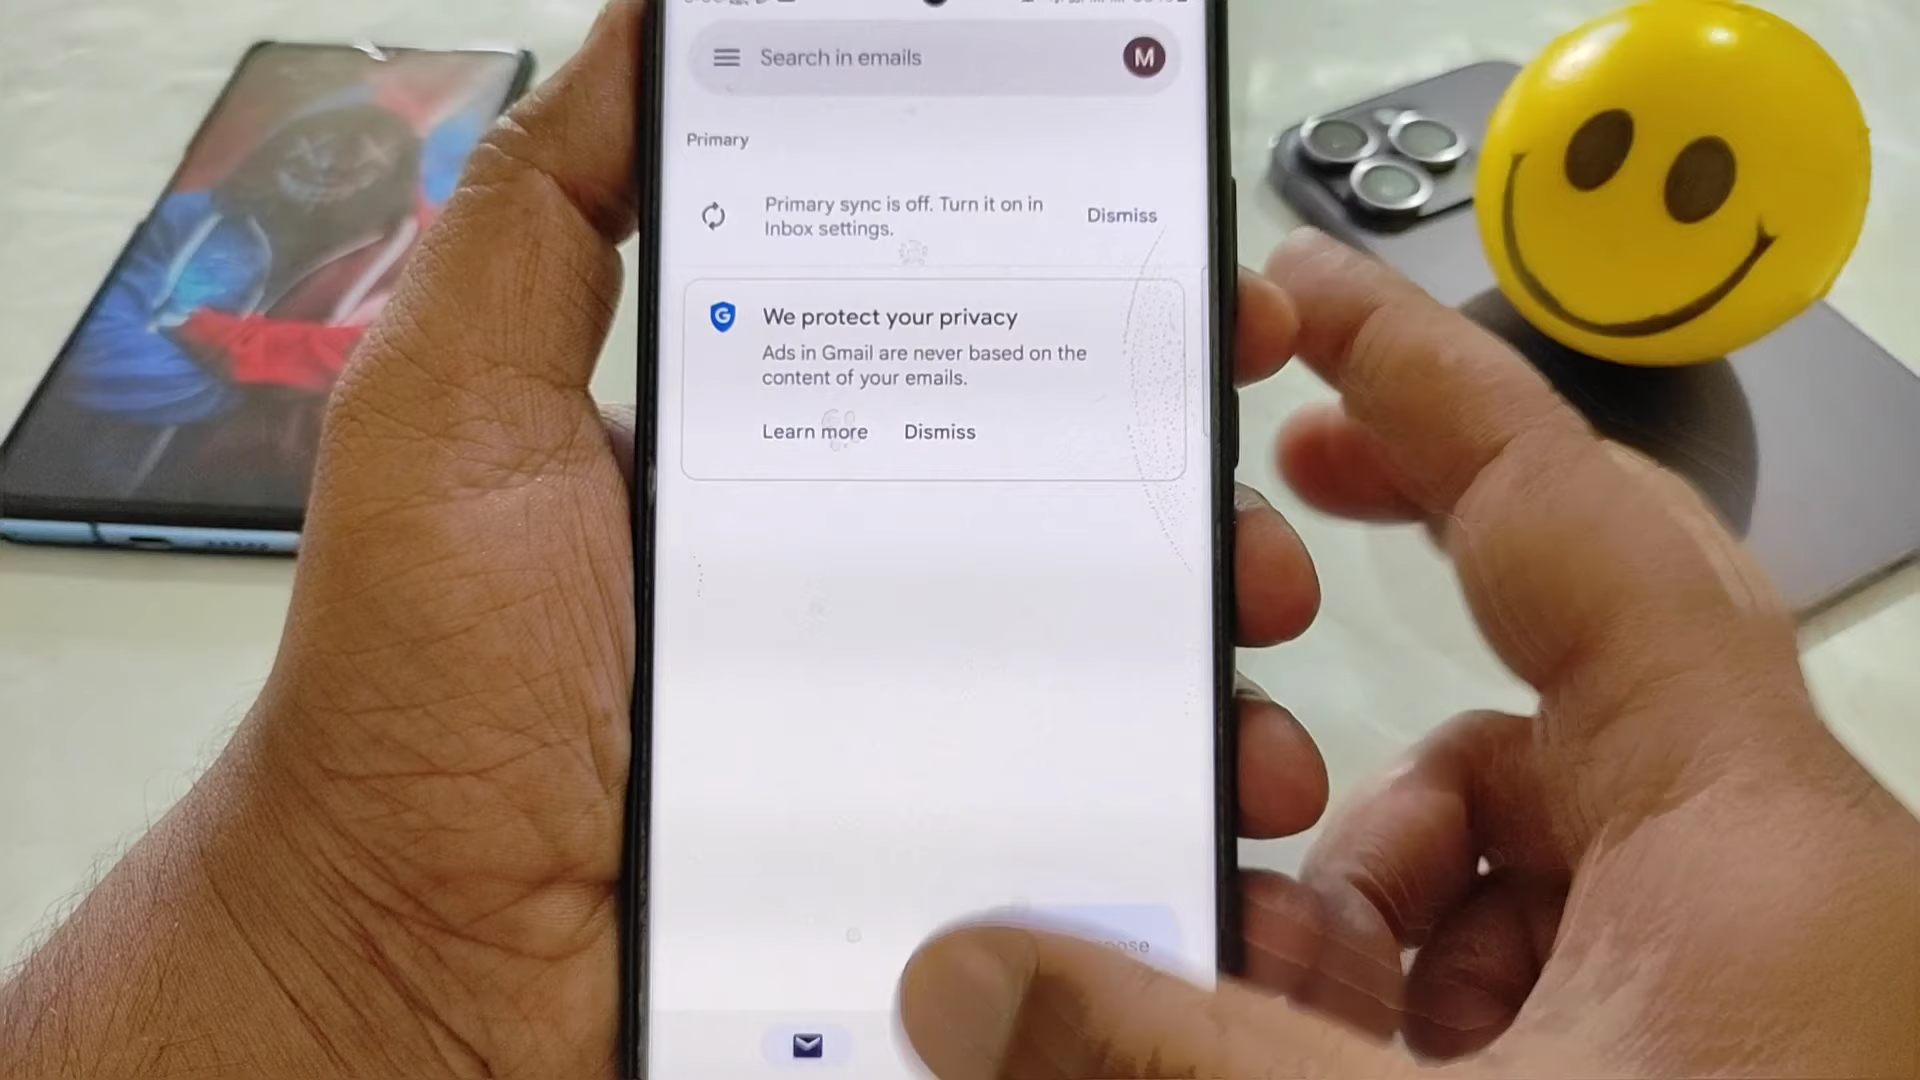 Search in emails
M
Primary
Primary sync is off. Turn it on in
Inbox settings.
Dismiss
G
We protect your privacy
Ads in Gmail are never based on the
content of your emails.
Learn more
Dismiss